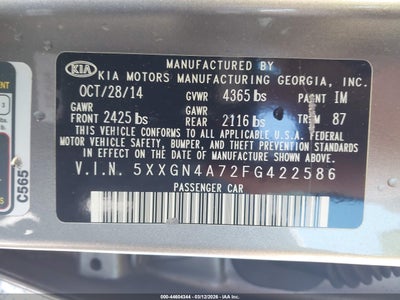 MANUFACTURED BY
KIA KIA MOTORS MANUFACTURING GEORGIA, INC.
OCT/28/14 GVWR 4365 lbs PAINT IM
GAWR FRONT 2425 lbs GAWR REAR 2116 lbs TRIM 87
THIS VEHICLE CONFORMS TO ALL APPLICABLE U.S.A. FEDERAL
MOTOR VEHICLE SAFETY, BUMPER, AND THEFT PREVENTION STANDARDS
IN EFFECT ON THE DATE OF MANUFACTURE SHOWN ABOVE.
V.I.N. 5XXGN4A72FG422586
PASSENGER CAR
C565
000-44604344 - 03/12/2026 - IAAI.COM